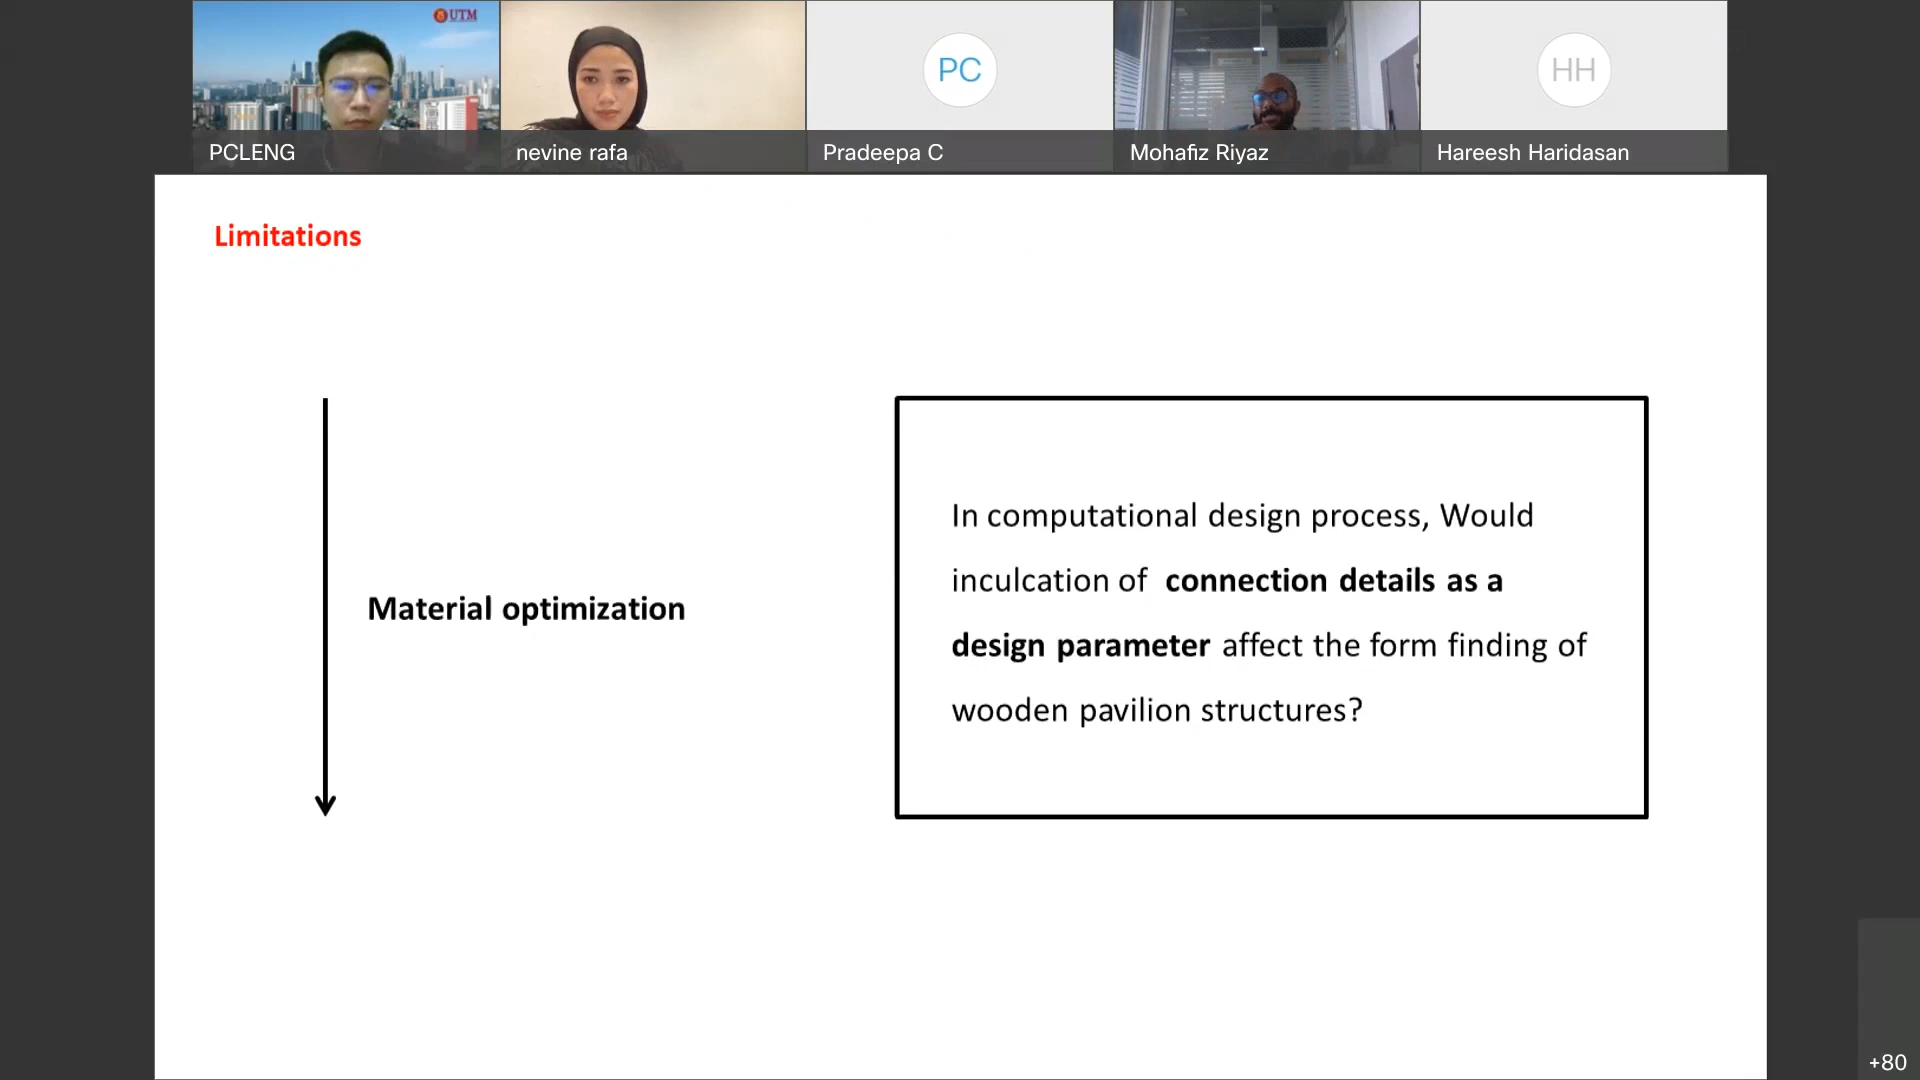 UTM
PCLENG
nevine rafa
PC
Pradeepa C
Mohafiz Riyaz
HH
Hareesh Haridasan
Limitations
Material optimization
In computational design process, Would
inculcation of connection details as a
design parameter affect the form finding of
wooden pavilion structures?
+80